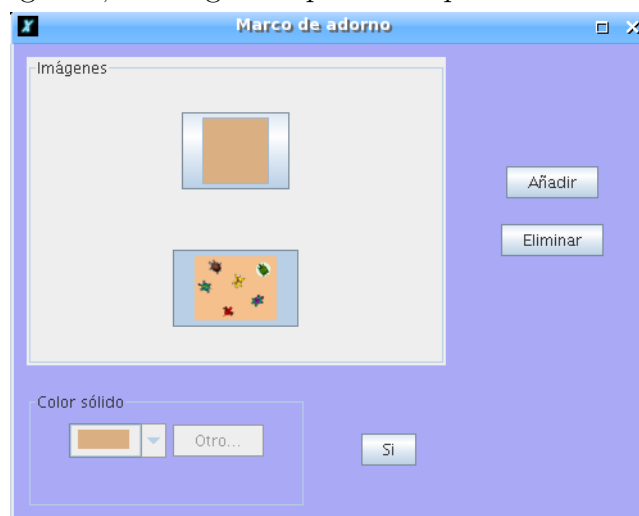 Marco de adorno
Imágenes
Añadir
Eliminar
Color sólido
Otro...
Si